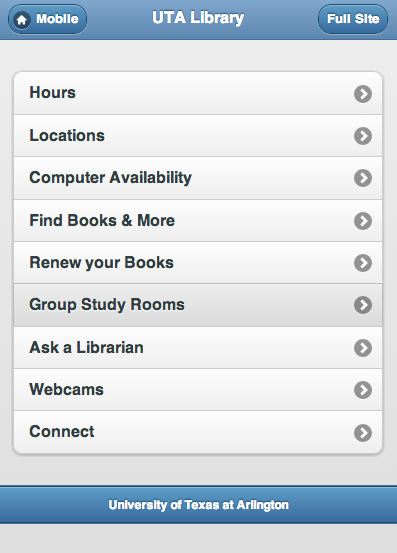 Mobile
UTA Library
Full Site
Hours
Locations
Computer Availability
Find Books & More
Renew your Books
Group Study Rooms
Ask a Librarian
Webcams
Connect
University of Texas at Arlington